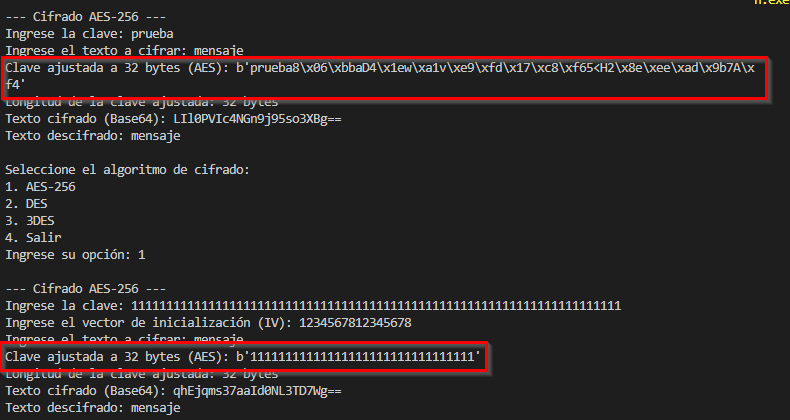 n.exe
--- Cifrado AES-256 ---
Ingrese la clave: prueba
Ingrese el texto a cifrar: mensaje
Clave ajustada a 32 bytes (AES): b'prueba8\x06\xbbaD4\x1ew\xa1v\xe9\xfd\x17\xc8\xf65<H2\x8e\xee\xad\x9b7A\x
f4'
Longitud de la clave ajustada: 32 bytes
Texto cifrado (Base64): LIl0PVIc4NGn9j95so3XBg==
Texto descifrado: mensaje
Seleccione el algoritmo de cifrado:
1. AES-256
2. DES
3. 3DES
4. Salir
Ingrese su opción: 1
--- Cifrado AES-256 ---
Ingrese la clave: 1111111111111111111111111111111111111111111111111111111111111111111111
Ingrese el vector de inicialización (IV): 1234567812345678
Ingrese el texto a cifrar: mensaje
Clave ajustada a 32 bytes (AES): b'11111111111111111111111111111111'
Longitud de la clave ajustada: 32 bytes
Texto cifrado (Base64): qhEjqms37aaId0NL3TD7Wg==
Texto descifrado: mensaje